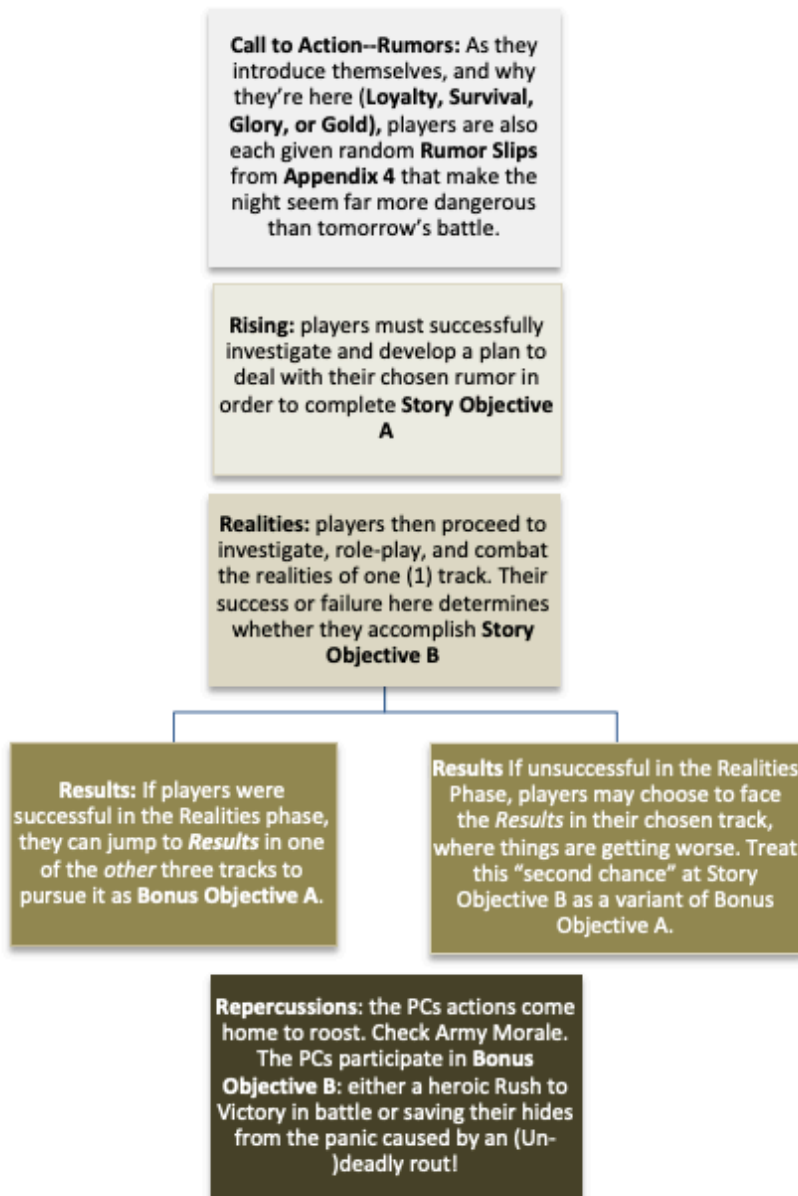 Call to Action--Rumors: As they
introduce themselves, and why
they're here (Loyalty, Survival,
Glory, or Gold), players are also
each given random Rumor Slips
from Appendix 4 that make the
night seem far more dangerous
than tomorrow's battle.
Rising: players must successfully
investigate and develop a plan to
deal with their chosen rumor in
order to complete Story Objective
A
Realities: players then proceed to
investigate, role-play, and combat
the realities of one (1) track. Their
success or failure here determines
whether they accomplish Story
Objective B
Results: If players were
successful in the Realities phase,
they can jump to Results in one
of the other three tracks to
pursue it as Bonus Objective A.
Results If unsuccessful in the Realities
Phase, players may choose to face
the Results in their chosen track,
where things are getting worse. Treat
this “second chance” at Story
Objective B as a variant of Bonus
Objective A.
Repercussions: the PCs actions come
home to roost. Check Army Morale.
The PCs participate in Bonus
Objective B: either a heroic Rush to
Victory in battle or saving their hides
from the panic caused by an (Un-
)deadly rout!